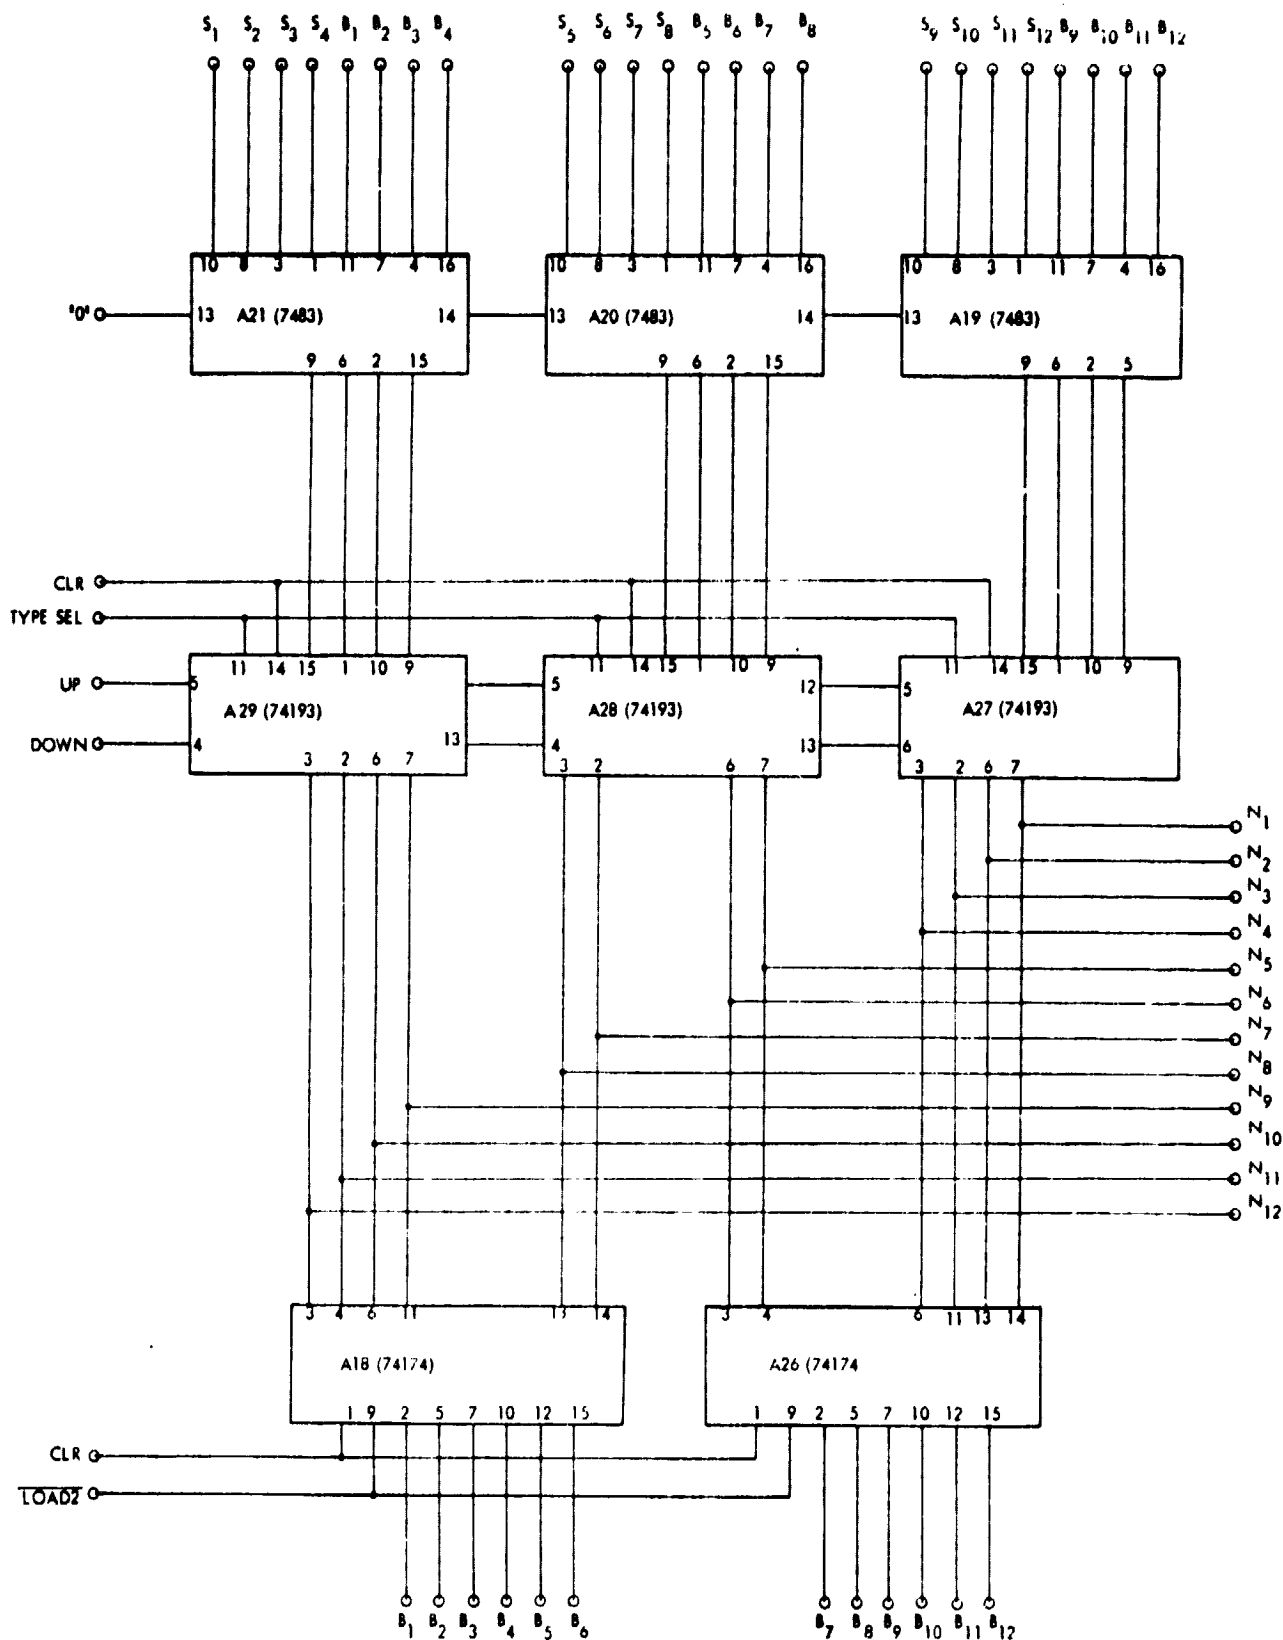 S1 S2 S3 S4 B1 B2 B3 B4 S5 S6 S7 S8 B5 B6 B7 B8 S9 S10 S11 S12 B9 B10 B11 B12
10 8 3 1 11 7 4 16 10 8 3 1 11 7 4 16 10 8 3 1 11 7 4 16
"0" 13 A21 (7483) 14 13 A20 (7483) 14 13 A19 (7483)
9 6 2 15 9 6 2 15 9 6 2 5
CLR
TYPE SEL
11 14 15 1 10 9 11 14 15 1 10 9 11 14 15 1 10 9
UP 5 5 12 5
A29 (74193) A28 (74193) A27 (74193)
DOWN 4 13 4 13 6
3 2 6 7 3 2 6 7 3 2 6 7
N1
N2
N3
N4
N5
N6
N7
N8
N9
N10
N11
N12
3 4 6 11 13 14 3 4 6 11 13 14
A18 (74174) A26 (74174
1 9 2 5 7 10 12 15 1 9 2 5 7 10 12 15
CLR
LOAD2
B1 B2 B3 B4 B5 B6 B7 B8 B9 B10 B11 B12